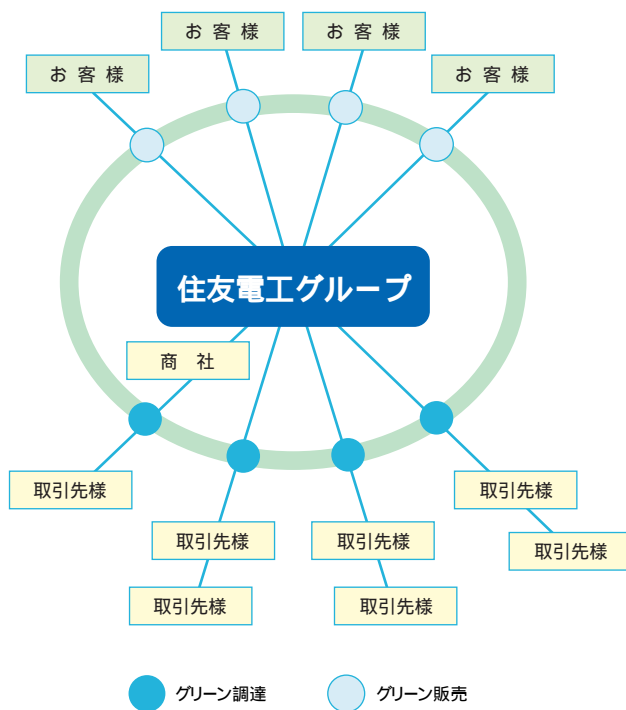 お 客 様
お 客 様
お 客 様
お 客 様
住友電工グループ
商　社
取引先様
取引先様
取引先様
取引先様
取引先様
取引先様
取引先様
グリーン調達
グリーン販売